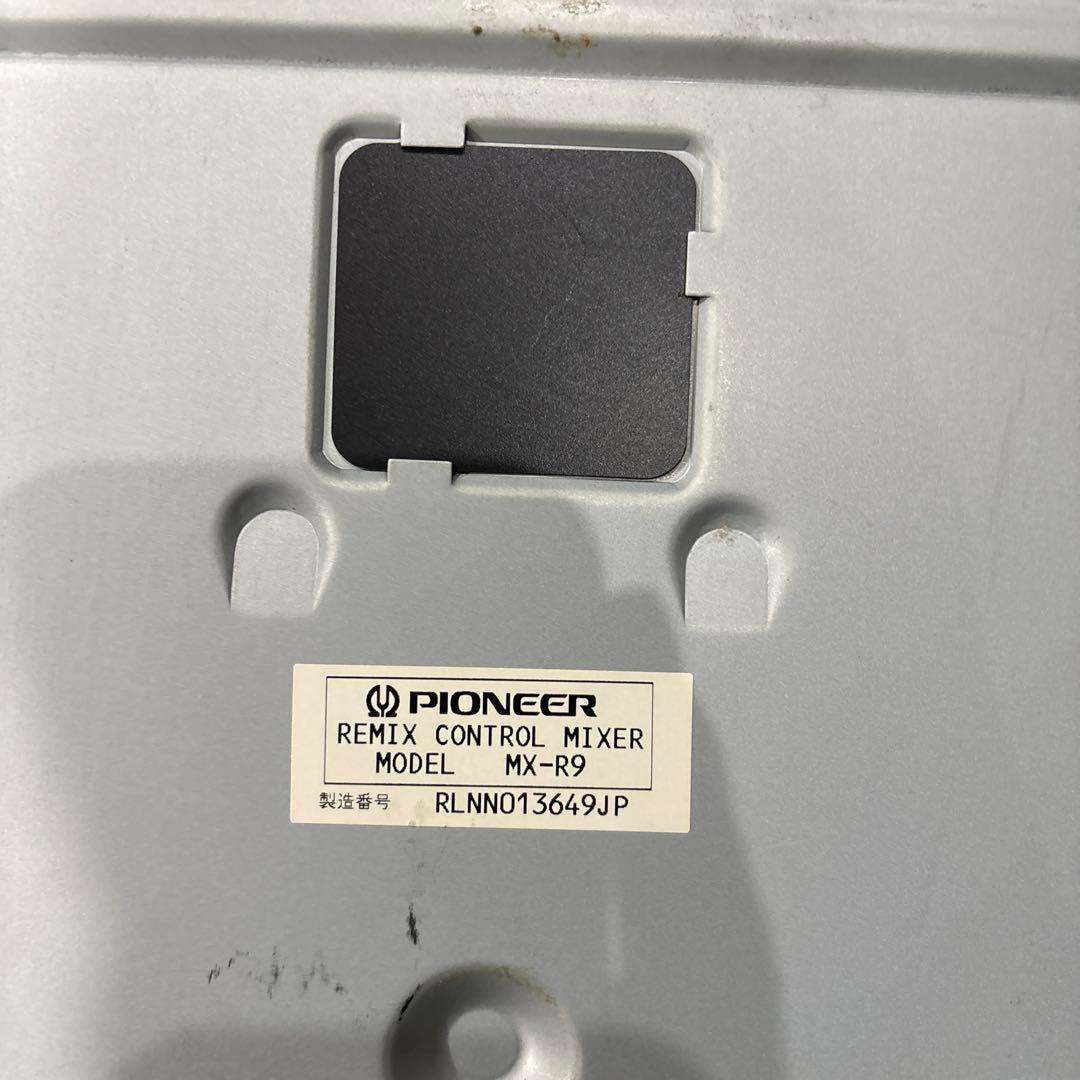 PIONEER
REMIX CONTROL MIXER
MODEL MX-R9
製造番号 RLNN013649JP